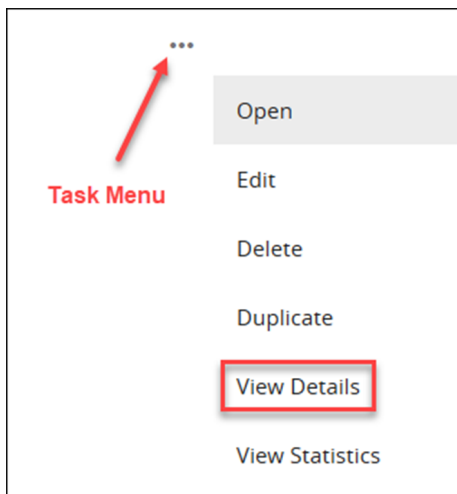 Open
Task Menu
Edit
Delete
Duplicate
View Details
View Statistics